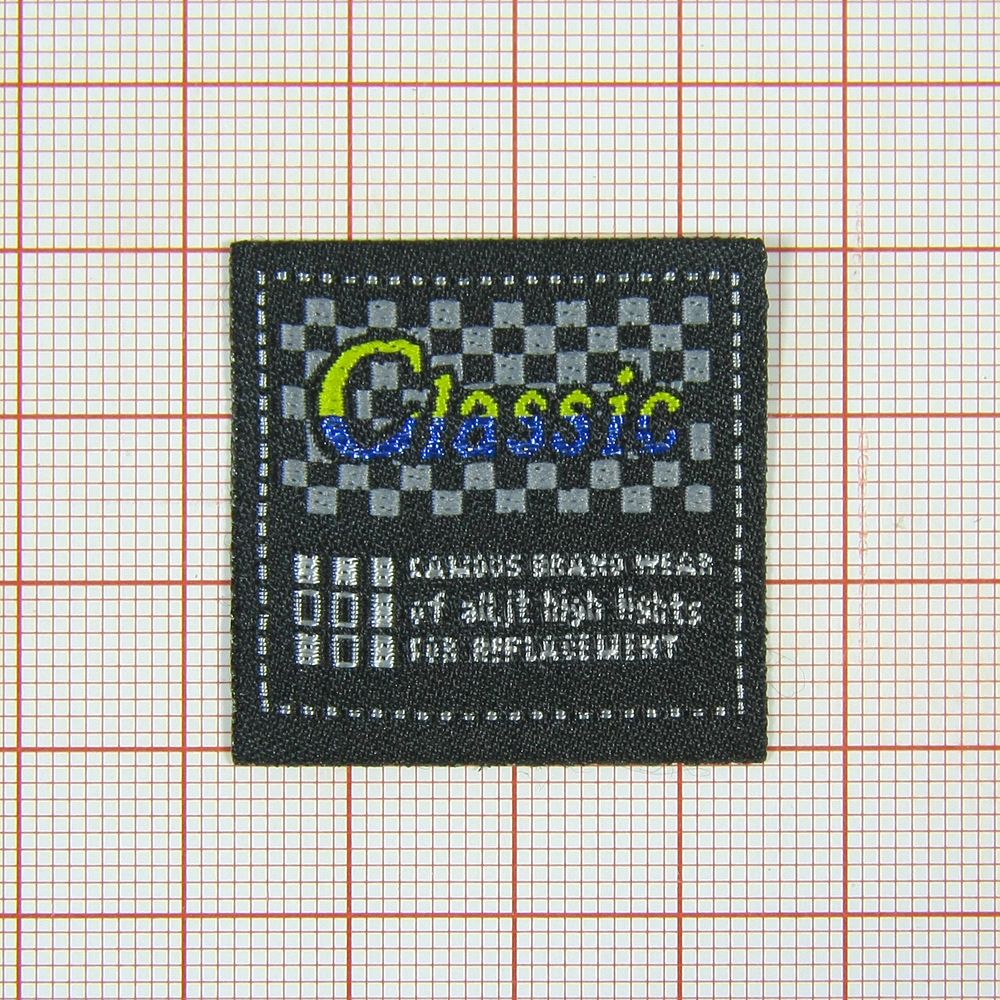 Classic
FAMOUS BRAND WEAR
of all,it high lights
FOR REPLACEMENT